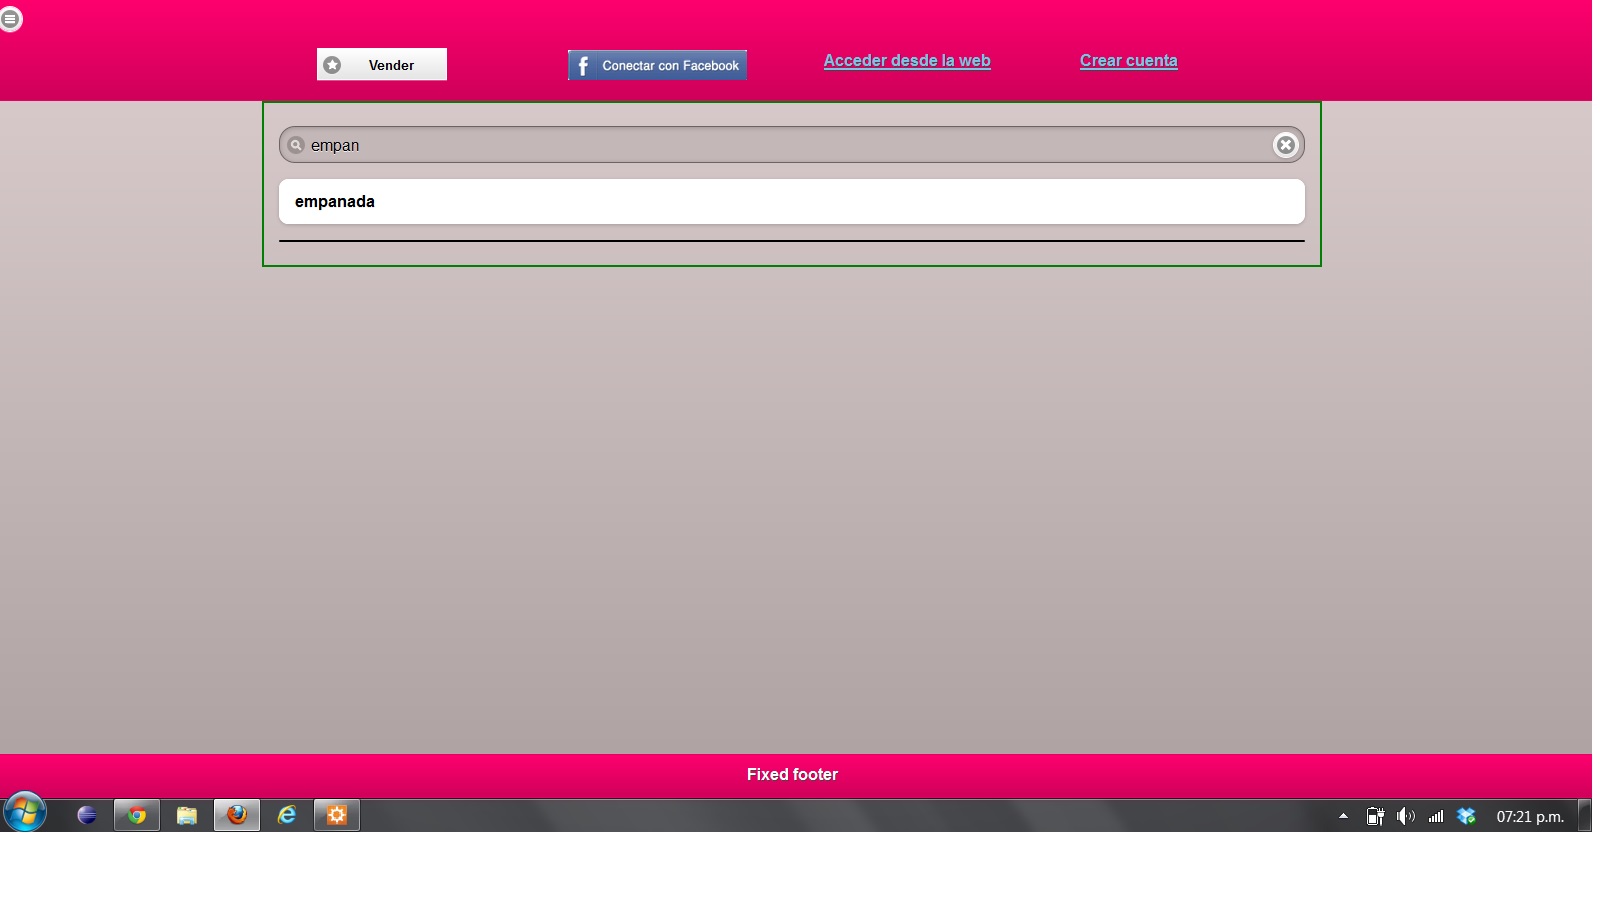 Vender
Conectar con Facebook
Acceder desde la web
Crear cuenta
empan
empanada
Fixed footer
07:21 p.m.